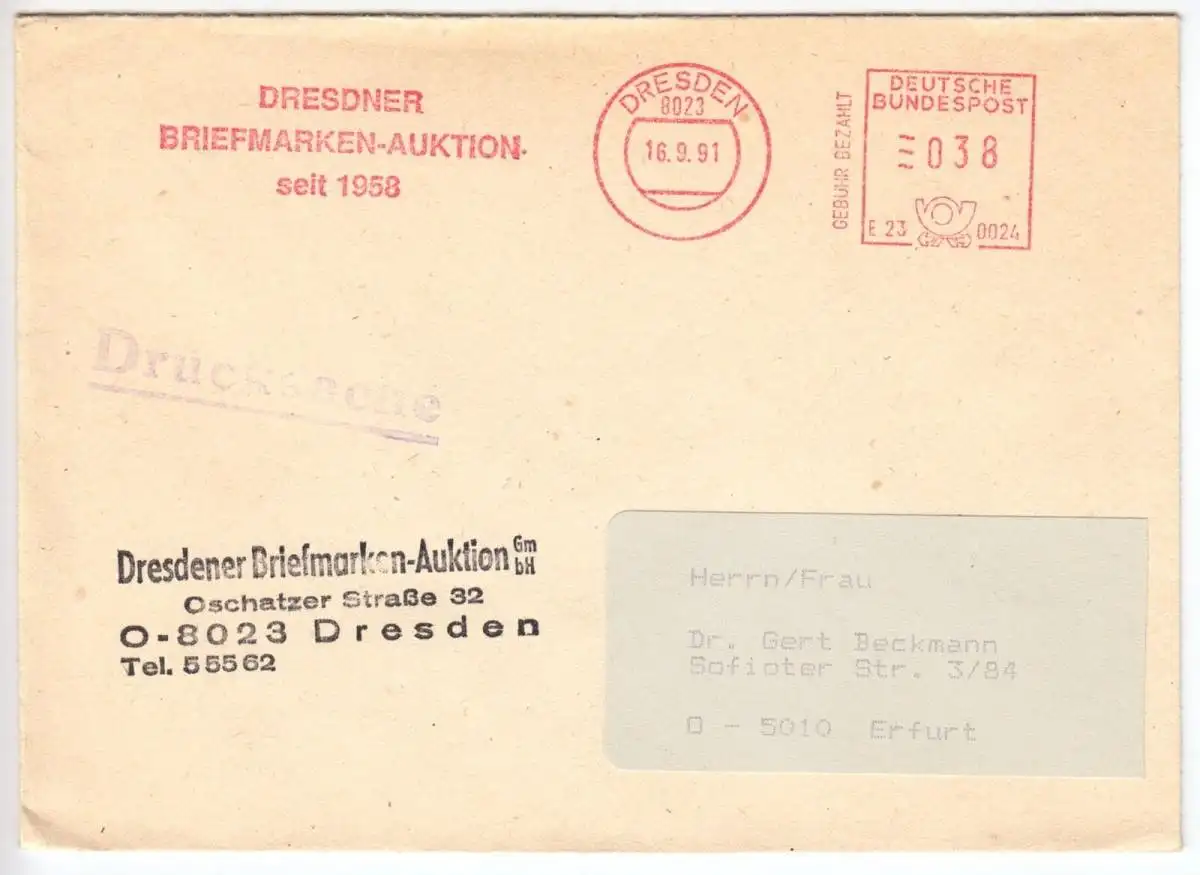 DRESDNER
BRIEFMARKEN-AUKTION
seit 1958
DRESDEN
8023
16.9.91
GEBÜHR BEZAHLT
DEUTSCHE
BUNDESPOST
038
E 23 0024
Drucksache
Dresdener Briefmarken-Auktion GmbH
Oschatzer Straße 32
O-8023 Dresden
Tel. 55562
Herrn/Frau
Dr. Gert Beckmann
Sofioter Str. 3/84
O - 5010 Erfurt